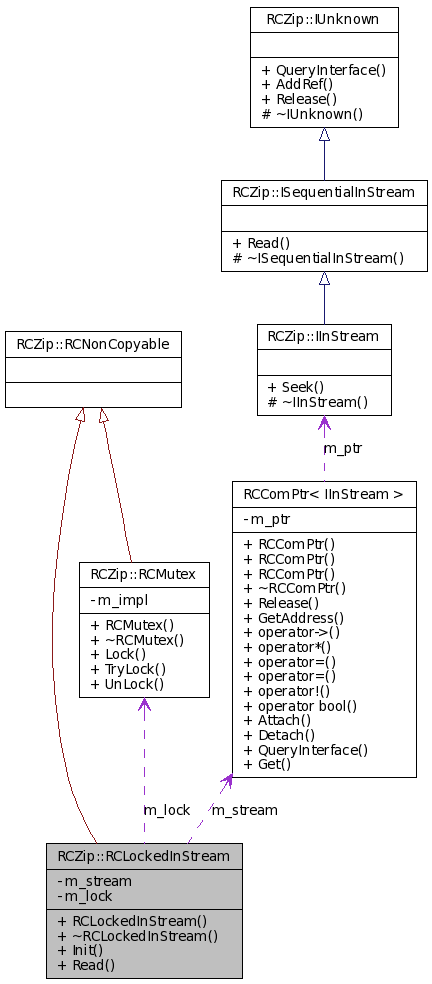 RCZip::IUnknown
+ QueryInterface()
+ AddRef()
+ Release()
# ~IUnknown()
RCZip::ISequentialInStream
+ Read()
# ~ISequentialInStream()
RCZip::IInStream
+ Seek()
# ~IInStream()
RCZip::RCNonCopyable
m_ptr
RCComPtr< IInStream >
- m_ptr
+ RCComPtr()
+ RCComPtr()
+ RCComPtr()
+ ~RCComPtr()
+ Release()
+ GetAddress()
+ operator->()
+ operator*()
+ operator=()
+ operator=()
+ operator!()
+ operator bool()
+ Attach()
+ Detach()
+ QueryInterface()
+ Get()
RCZip::RCMutex
- m_impl
+ RCMutex()
+ ~RCMutex()
+ Lock()
+ TryLock()
+ UnLock()
m_lock
m_stream
RCZip::RCLockedInStream
- m_stream
- m_lock
+ RCLockedInStream()
+ ~RCLockedInStream()
+ Init()
+ Read()